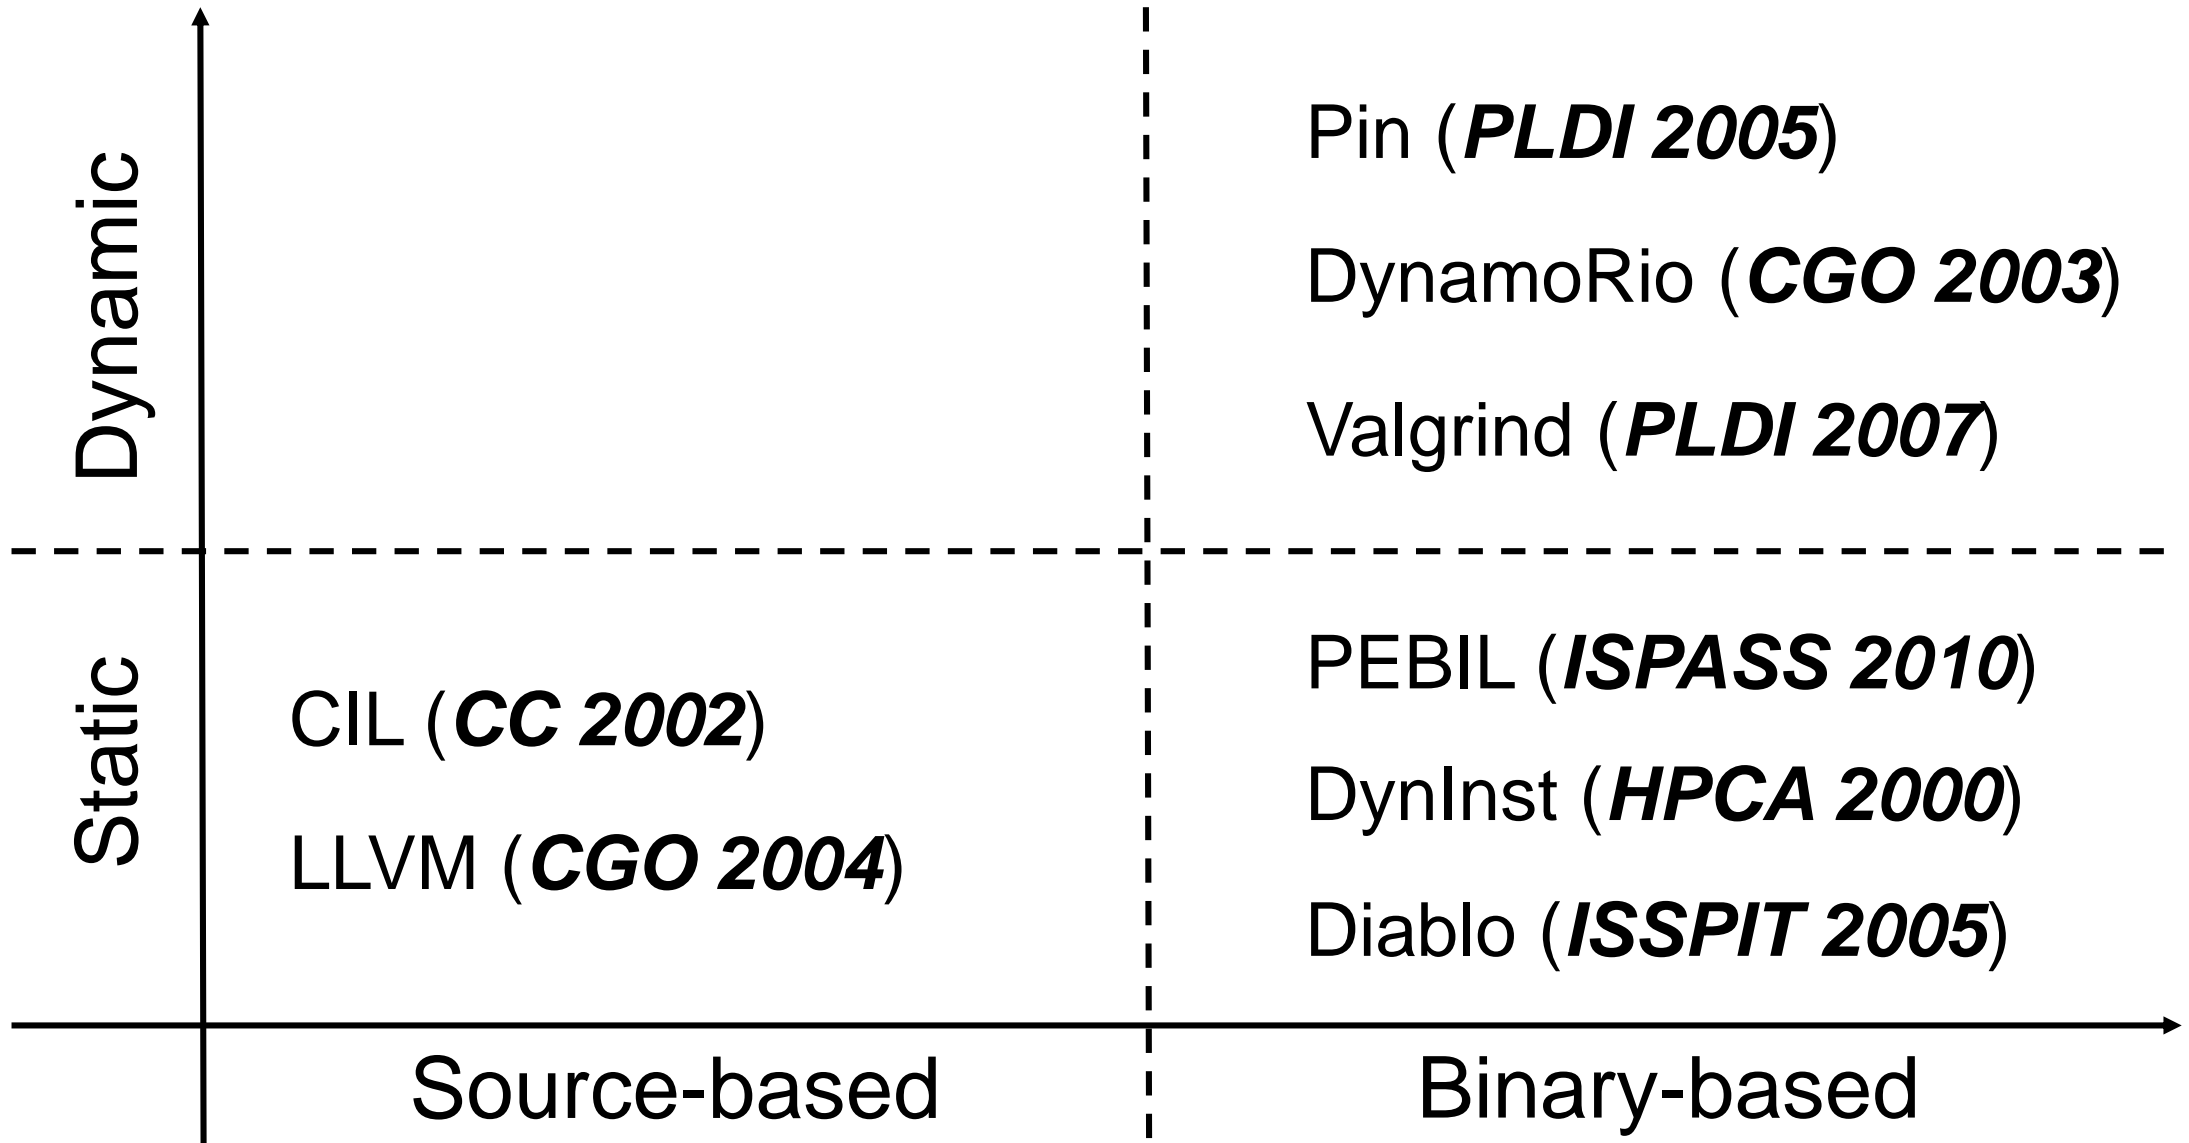 Dynamic
Pin (PLDI 2005)
DynamoRio (CGO 2003)
Valgrind (PLDI 2007)
Static
CIL (CC 2002)
LLVM (CGO 2004)
PEBIL (ISPASS 2010)
DynInst (HPCA 2000)
Diablo (ISSPIT 2005)
Source-based
Binary-based